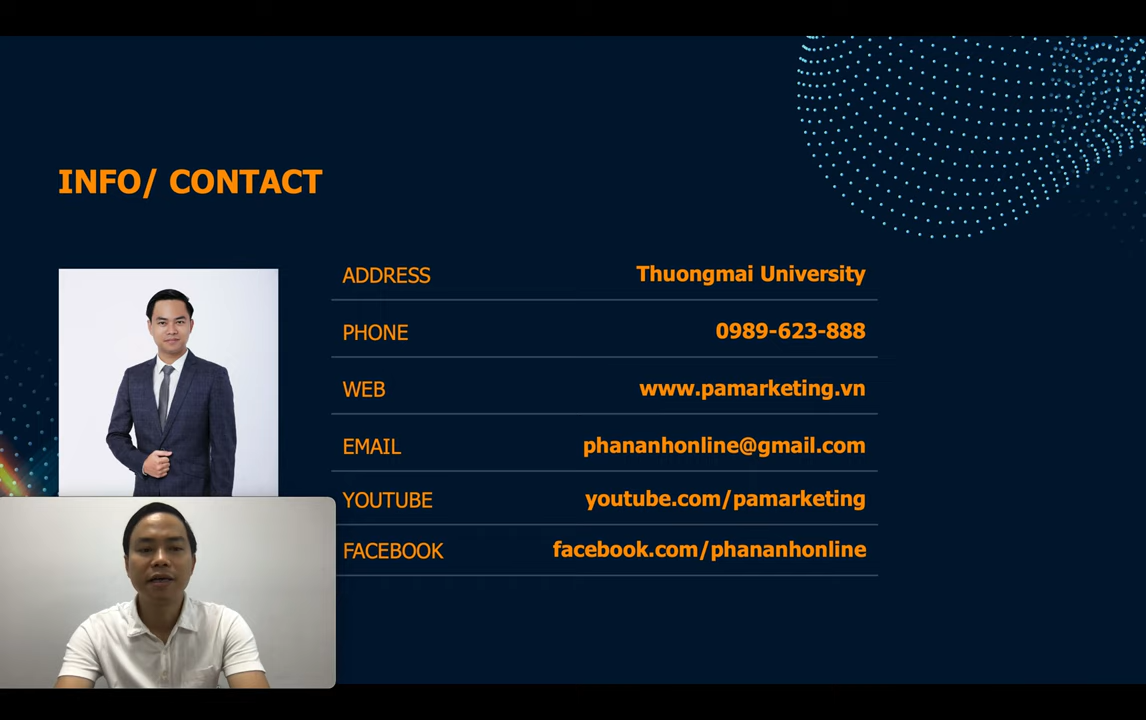 INFO/ CONTACT
ADDRESS Thuongmai University
PHONE 0989-623-888
WEB www.pamarketing.vn
EMAIL phananhonline@gmail.com
YOUTUBE youtube.com/pamarketing
FACEBOOK facebook.com/phananhonline